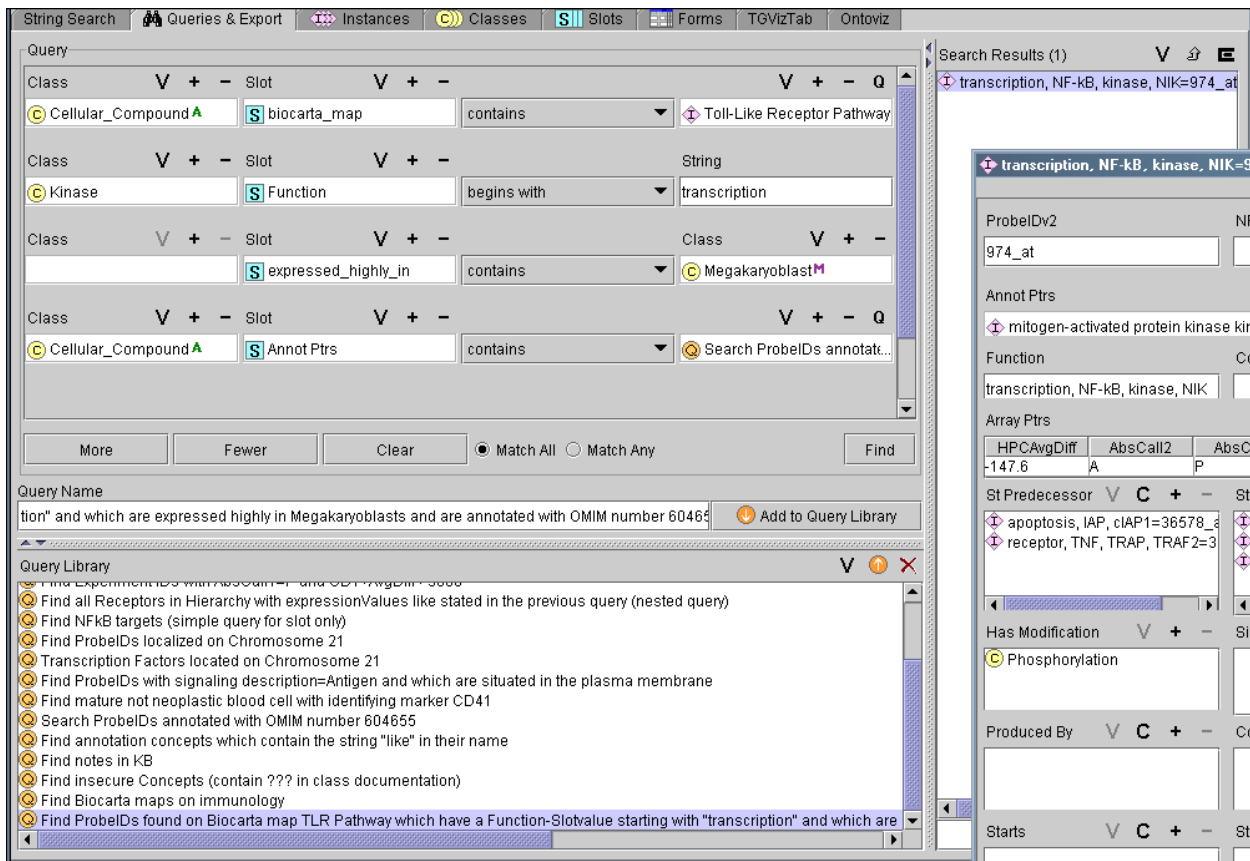 String Search Queries & Export Instances Classes Slots Forms TGVizTab Ontoviz
Query
Class V + − Slot V + − V + − Q
Cellular_Compound A biocarta_map contains Toll-Like Receptor Pathway
Class V + − Slot V + − String
Kinase Function begins with transcription
Class V + − Slot V + − Class V + −
expressed_highly_in contains Megakaryoblast M
Class V + − Slot V + − V + − Q
Cellular_Compound A Annot Ptrs contains Search ProbeIDs annotate...
More Fewer Clear Match All Match Any Find
Query Name
tion" and which are expressed highly in Megakaryoblasts and are annotated with OMIM number 60465 Add to Query Library
Query Library V
Find all Receptors in Hierarchy with expressionValues like stated in the previous query (nested query)
Find NFkB targets (simple query for slot only)
Find ProbeIDs localized on Chromosome 21
Transcription Factors located on Chromosome 21
Find ProbeIDs with signaling description=Antigen and which are situated in the plasma membrane
Find mature not neoplastic blood cell with identifying marker CD41
Search ProbeIDs annotated with OMIM number 604655
Find annotation concepts which contain the string "like" in their name
Find notes in KB
Find insecure Concepts (contain ??? in class documentation)
Find Biocarta maps on immunology
Find ProbeIDs found on Biocarta map TLR Pathway which have a Function-Slotvalue starting with "transcription" and which are
Search Results (1) V
transcription, NF-kB, kinase, NIK=974_at
transcription, NF-kB, kinase, NIK=9
ProbeIDv2
974_at
Annot Ptrs
mitogen-activated protein kinase kin
Function Co
transcription, NF-kB, kinase, NIK
Array Ptrs
HPCAvgDiff AbsCall2 AbsC
-147.6 A P
St Predecessor V C + − St
apoptosis, IAP, cIAP1=36578_a
receptor, TNF, TRAP, TRAF2=3
Has Modification V + − Si
Phosphorylation
Produced By V C + − Co
Starts V C + − St